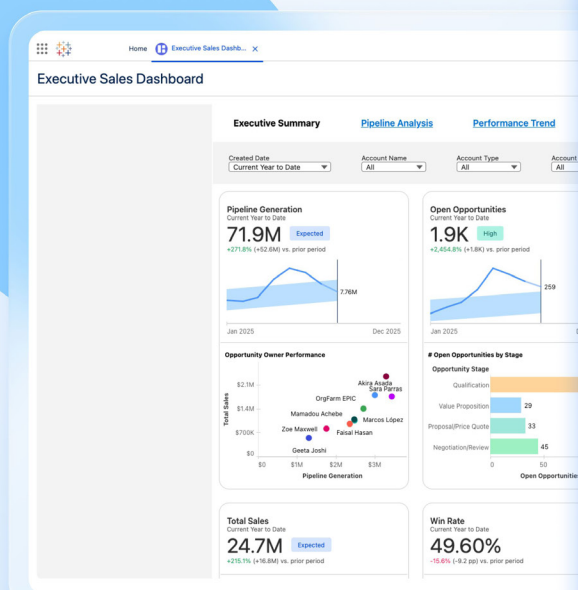 Home
Executive Sales Dashb...
Executive Sales Dashboard
Executive Summary
Pipeline Analysis
Performance Trend
Created Date
Account Name
Account Type
Account
Current Year to Date
All
All
All
Pipeline Generation
Current Year to Date
71.9M Expected
+271.8% (+52.6M) vs. prior period
7.76M
Jan 2025
Dec 2025
Open Opportunities
Current Year to Date
1.9K High
+2,454.8% (+1.8K) vs. prior period
259
Jan 2025
Opportunity Owner Performance
Total Sales
$2.1M
$1.4M
$700K
$0
Akira Asada
Sara Parras
OrgFarm EPIC
Mamadou Achebe
Marcos López
Zoe Maxwell
Faisal Hasan
Geeta Joshi
$0
$1M
$2M
$3M
Pipeline Generation
# Open Opportunities by Stage
Opportunity Stage
Qualification
Value Proposition
29
Proposal/Price Quote
33
Negotiation/Review
45
0
50
Open Opportunities
Total Sales
Current Year to Date
24.7M Expected
+215.1% (+16.8M) vs. prior period
Win Rate
Current Year to Date
49.60%
-15.6% (-9.2 pp) vs. prior period